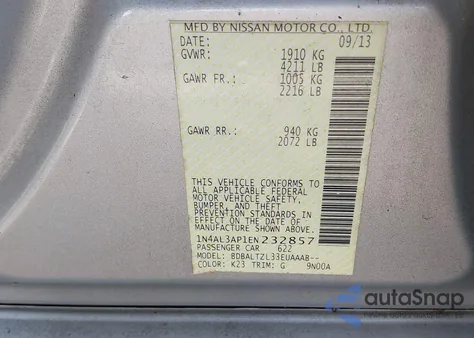 MFD BY NISSAN MOTOR CO., LTD.
DATE: 09/13
GVWR: 1910 KG
4211 LB
GAWR FR.: 1005 KG
2216 LB
GAWR RR.: 940 KG
2072 LB
THIS VEHICLE CONFORMS TO
ALL APPLICABLE FEDERAL
MOTOR VEHICLE SAFETY,
BUMPER, AND THEFT
PREVENTION STANDARDS IN
EFFECT ON THE DATE OF
MANUFACTURE SHOWN ABOVE.
1N4AL3AP1EN232857
PASSENGER CAR 622
MODEL: BDBALTZL33EUAAAB--
COLOR: K23 TRIM: G 9N00A
autoSnap
POWERED BY CARFAST